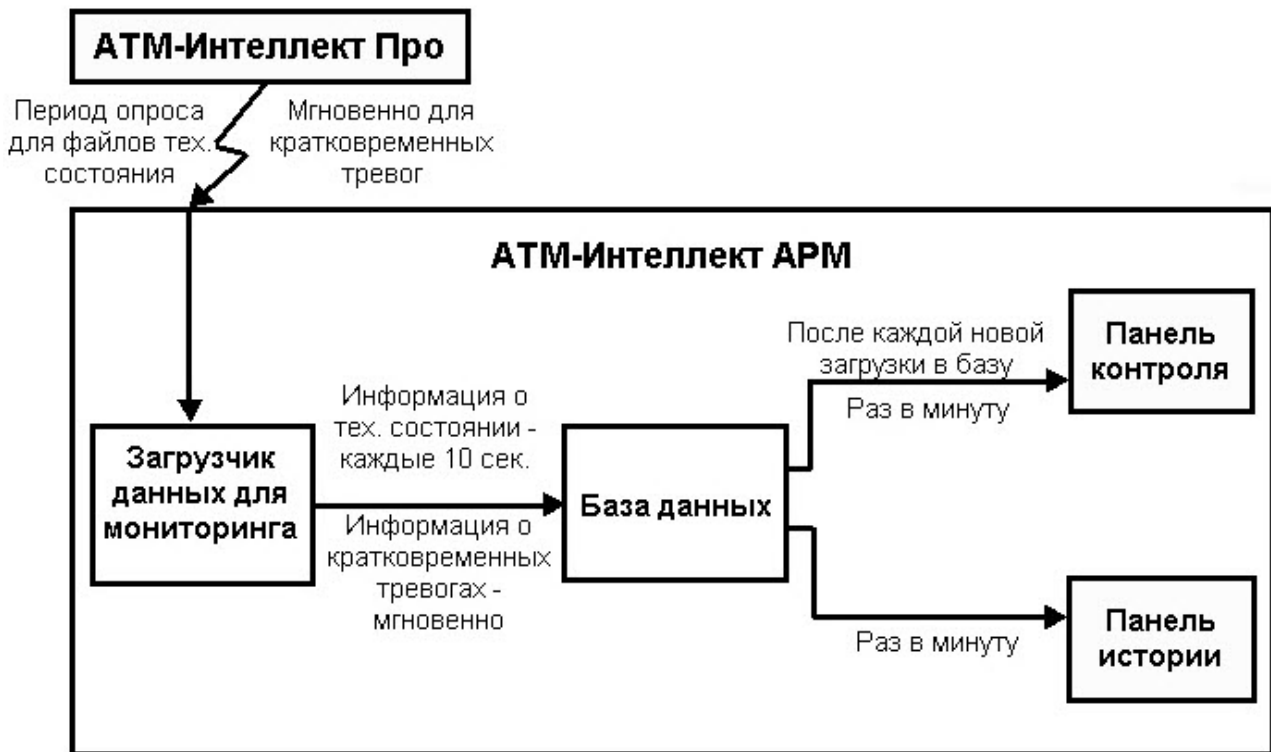 АТМ-Интеллект Про
Период опроса
для файлов тех.
состояния
Мгновенно для
кратковременных
тревог
АТМ-Интеллект АРМ
Загрузчик
данных для
мониторинга
Информация о
тех. состоянии -
каждые 10 сек.
Информация о
кратковременных
тревогах -
мгновенно
База данных
После каждой новой
загрузки в базу
Раз в минуту
Панель
контроля
Раз в минуту
Панель
истории